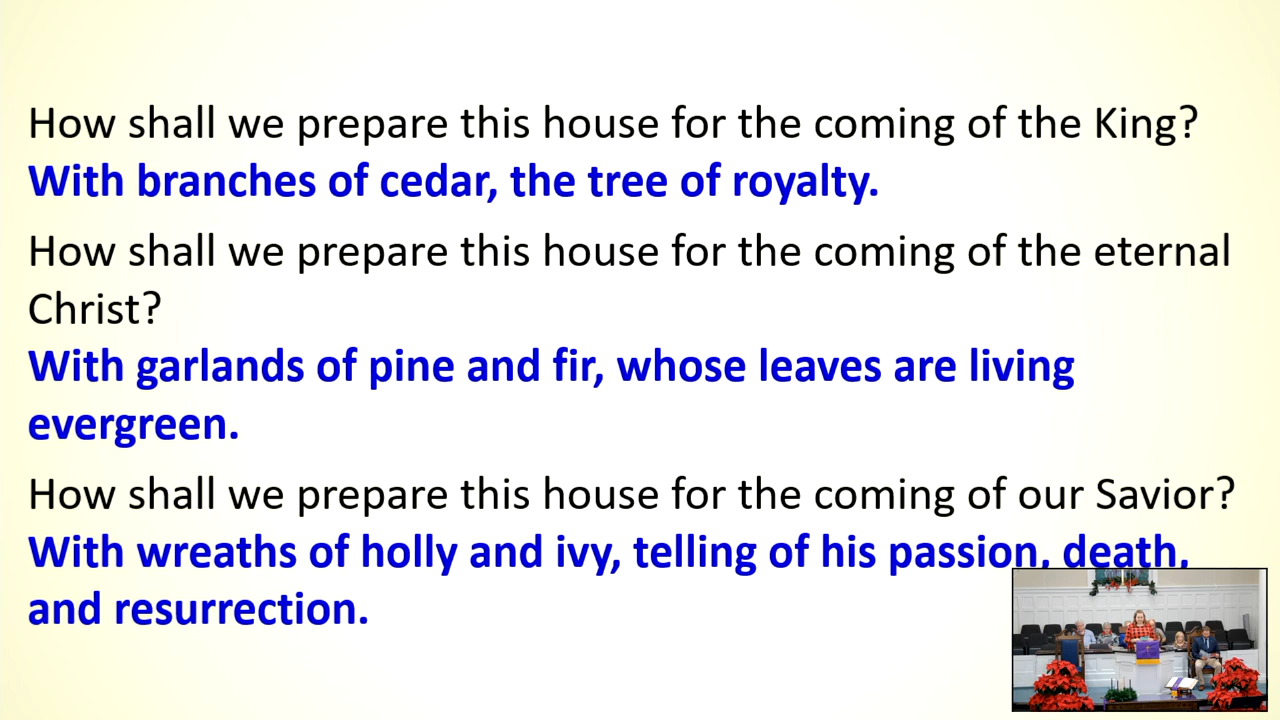 How shall we prepare this house for the coming of the King?
With branches of cedar, the tree of royalty.
How shall we prepare this house for the coming of the eternal
Christ?
With garlands of pine and fir, whose leaves are living
evergreen.
How shall we prepare this house for the coming of our Savior?
With wreaths of holly and ivy, telling of his passion, death,
and resurrection.